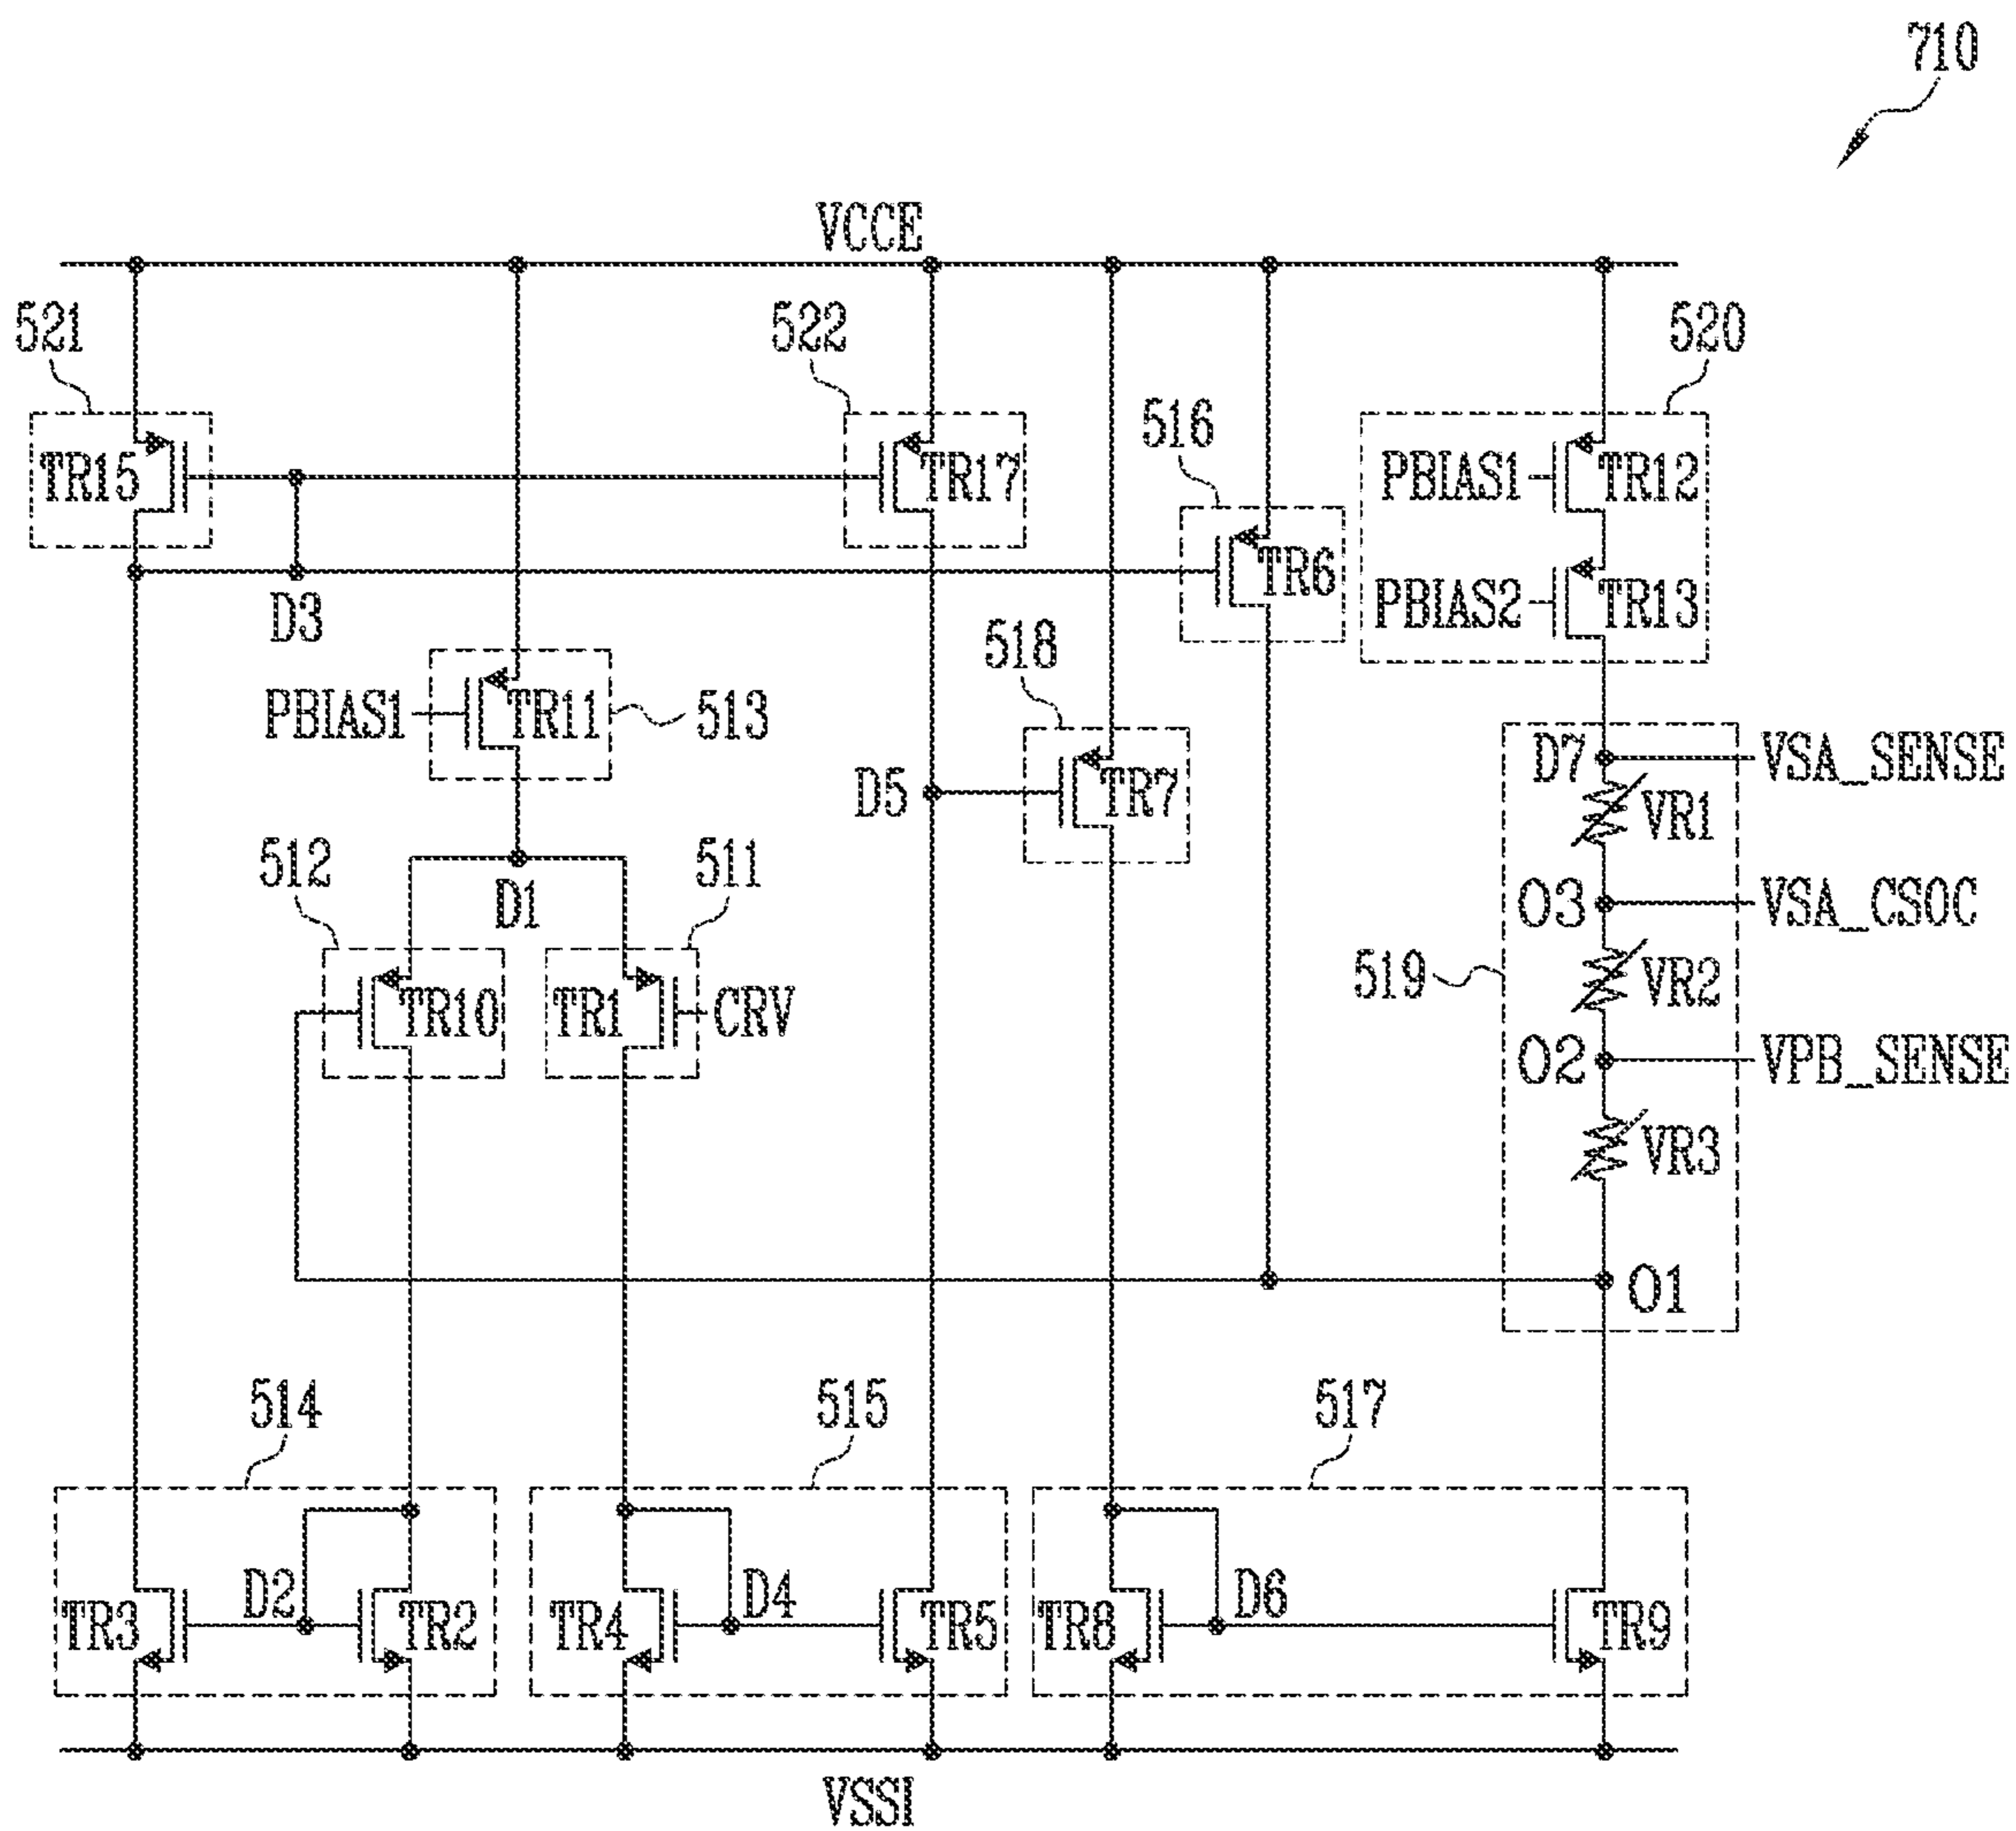 710
VCCE
521
522
520
516
TR15
TR17
PBIAS1
TR12
TR6
PBIAS2
TR13
D3
518
PBIAS1
TR11
513
D7
VSA_SENSE
D5
TR7
VR1
512
511
D1
O3
VSA_CSOC
519
VR2
TR10
TR1
CRV
O2
VPB_SENSE
VR3
O1
514
515
517
TR3
D2
TR2
TR4
D4
TR5
TR8
D6
TR9
VSSI